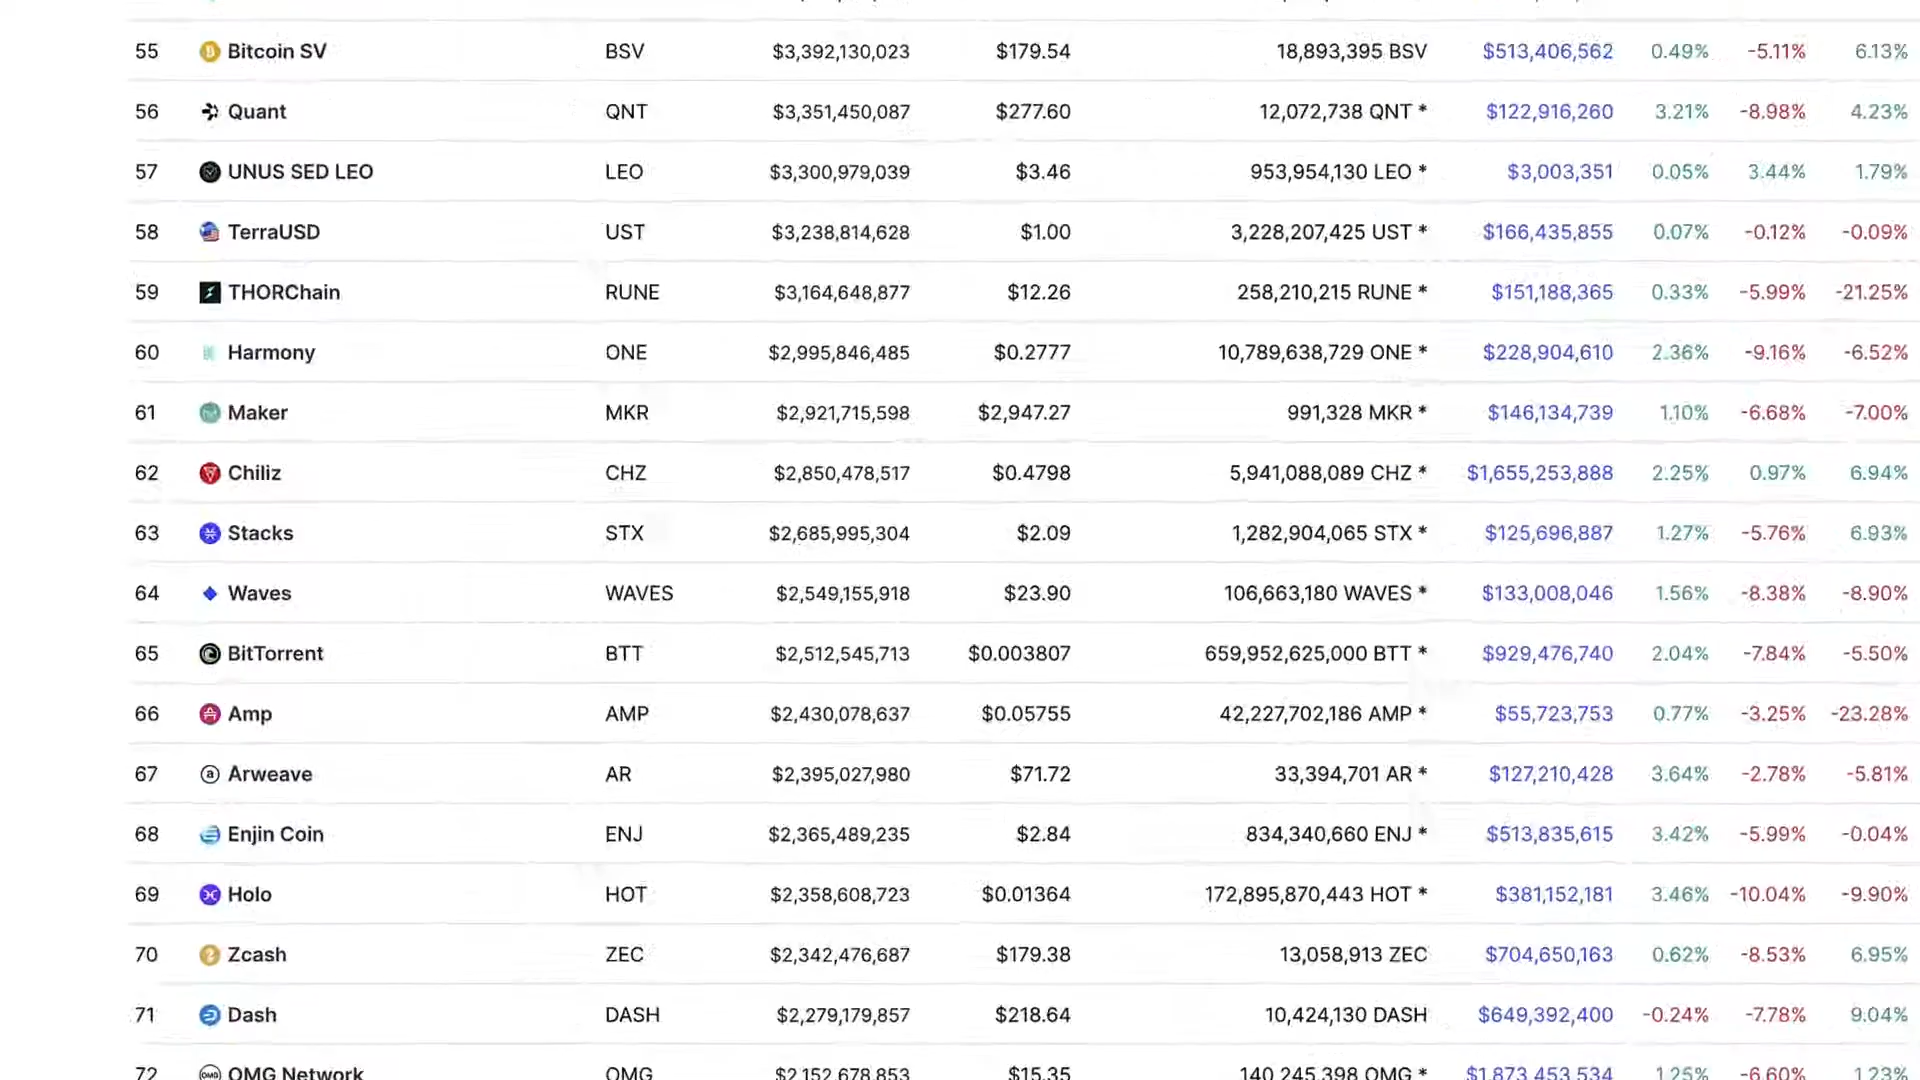 55 Bitcoin SV BSV $3,392,130,023 $179.54 18,893,395 BSV $513,406,562 0.49% -5.11% 6.13%
56 Quant QNT $3,351,450,087 $277.60 12,072,738 QNT * $122,916,260 3.21% -8.98% 4.23%
57 UNUS SED LEO LEO $3,300,979,039 $3.46 953,954,130 LEO * $3,003,351 0.05% 3.44% 1.79%
58 TerraUSD UST $3,238,814,628 $1.00 3,228,207,425 UST * $166,435,855 0.07% -0.12% -0.09%
59 THORChain RUNE $3,164,648,877 $12.26 258,210,215 RUNE * $151,188,365 0.33% -5.99% -21.25%
60 Harmony ONE $2,995,846,485 $0.2777 10,789,638,729 ONE * $228,904,610 2.36% -9.16% -6.52%
61 Maker MKR $2,921,715,598 $2,947.27 991,328 MKR * $146,134,739 1.10% -6.68% -7.00%
62 Chiliz CHZ $2,850,478,517 $0.4798 5,941,088,089 CHZ * $1,655,253,888 2.25% 0.97% 6.94%
63 Stacks STX $2,685,995,304 $2.09 1,282,904,065 STX * $125,696,887 1.27% -5.76% 6.93%
64 Waves WAVES $2,549,155,918 $23.90 106,663,180 WAVES * $133,008,046 1.56% -8.38% -8.90%
65 BitTorrent BTT $2,512,545,713 $0.003807 659,952,625,000 BTT * $929,476,740 2.04% -7.84% -5.50%
66 Amp AMP $2,430,078,637 $0.05755 42,227,702,186 AMP * $55,723,753 0.77% -3.25% -23.28%
67 Arweave AR $2,395,027,980 $71.72 33,394,701 AR * $127,210,428 3.64% -2.78% -5.81%
68 Enjin Coin ENJ $2,365,489,235 $2.84 834,340,660 ENJ * $513,835,615 3.42% -5.99% -0.04%
69 Holo HOT $2,358,608,723 $0.01364 172,895,870,443 HOT * $381,152,181 3.46% -10.04% -9.90%
70 Zcash ZEC $2,342,476,687 $179.38 13,058,913 ZEC $704,650,163 0.62% -8.53% 6.95%
71 Dash DASH $2,279,179,857 $218.64 10,424,130 DASH $649,392,400 -0.24% -7.78% 9.04%
72 OMG Network OMG $2,152,678,853 $15.35 140,245,398 OMG * $1,873,453,534 1.25% -6.60% 1.23%